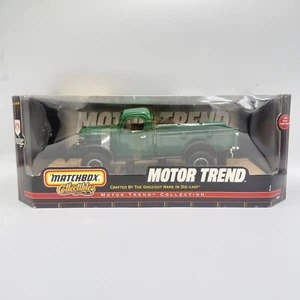 MOTOR TREND
MATCHBOX
Collectibles
MOTOR TREND
CRAFTED BY THE GREATEST NAME IN DIE-CAST
MOTOR TREND COLLECTION